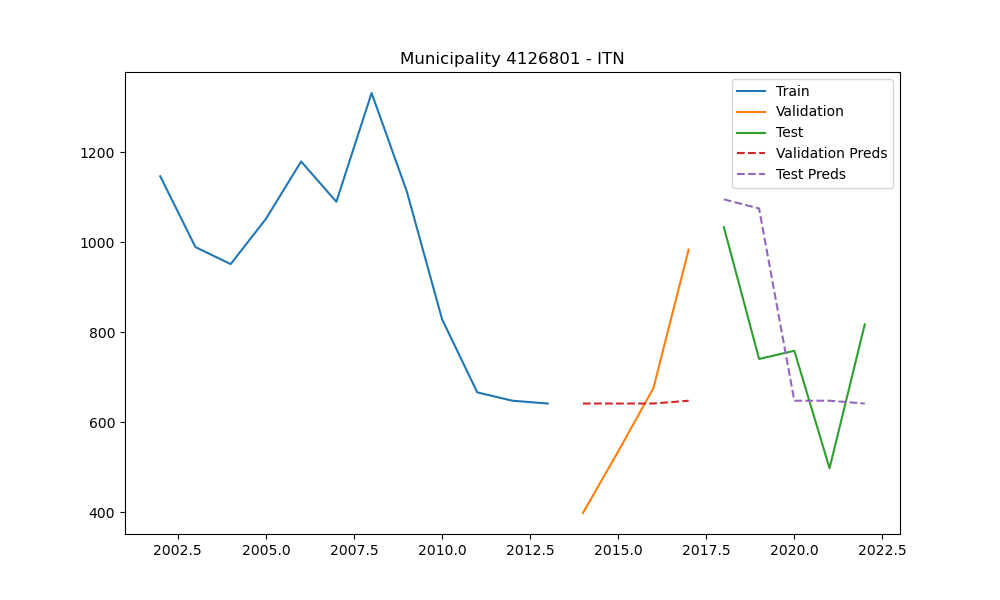 Municipality 4126801 - ITN
Train
Validation
Test
Validation Preds
Test Preds
1200
1000
800
600
400
2002.5 2005.0 2007.5 2010.0 2012.5 2015.0 2017.5 2020.0 2022.5